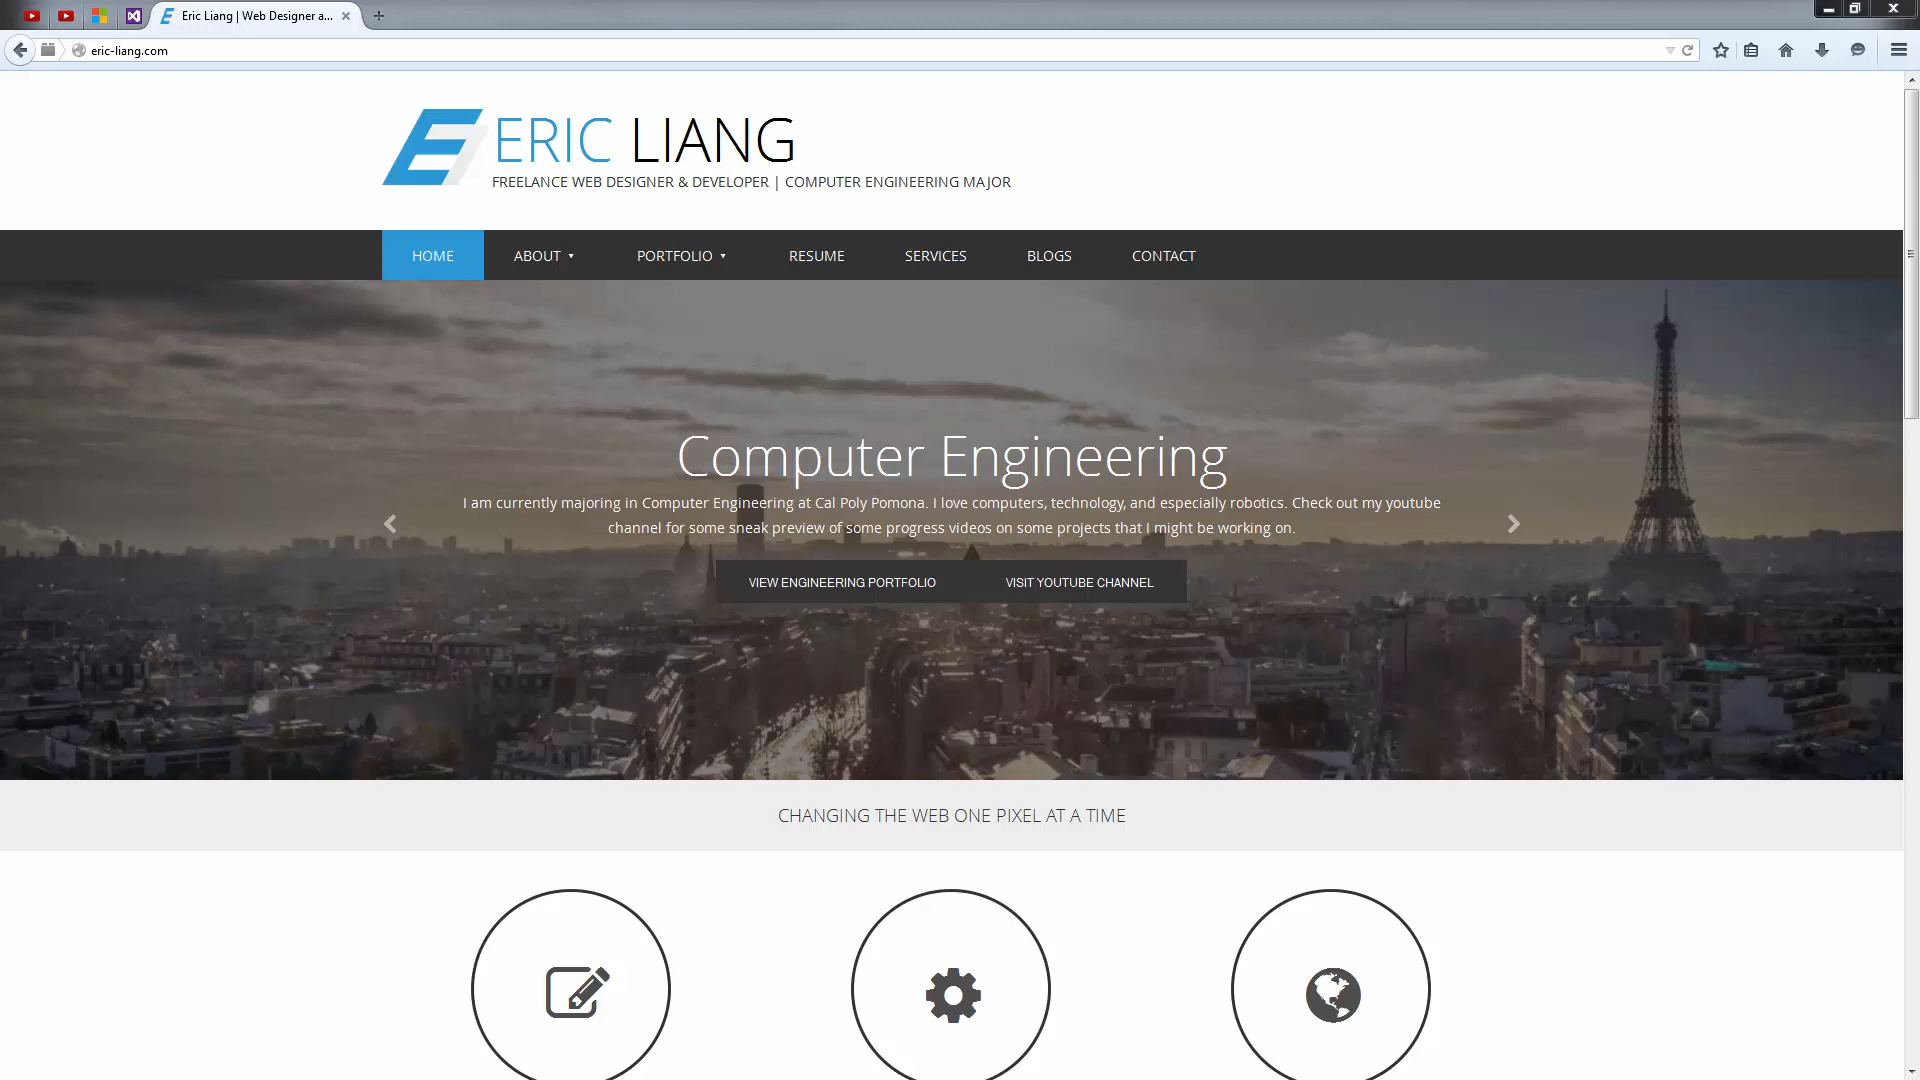 Eric Liang | Web Designer a...
eric-liang.com
ERIC LIANG
FREELANCE WEB DESIGNER & DEVELOPER | COMPUTER ENGINEERING MAJOR
HOME ABOUT PORTFOLIO RESUME SERVICES BLOGS CONTACT
Computer Engineering
I am currently majoring in Computer Engineering at Cal Poly Pomona. I love computers, technology, and especially robotics. Check out my youtube
channel for some sneak preview of some progress videos on some projects that I might be working on.
VIEW ENGINEERING PORTFOLIO VISIT YOUTUBE CHANNEL
CHANGING THE WEB ONE PIXEL AT A TIME